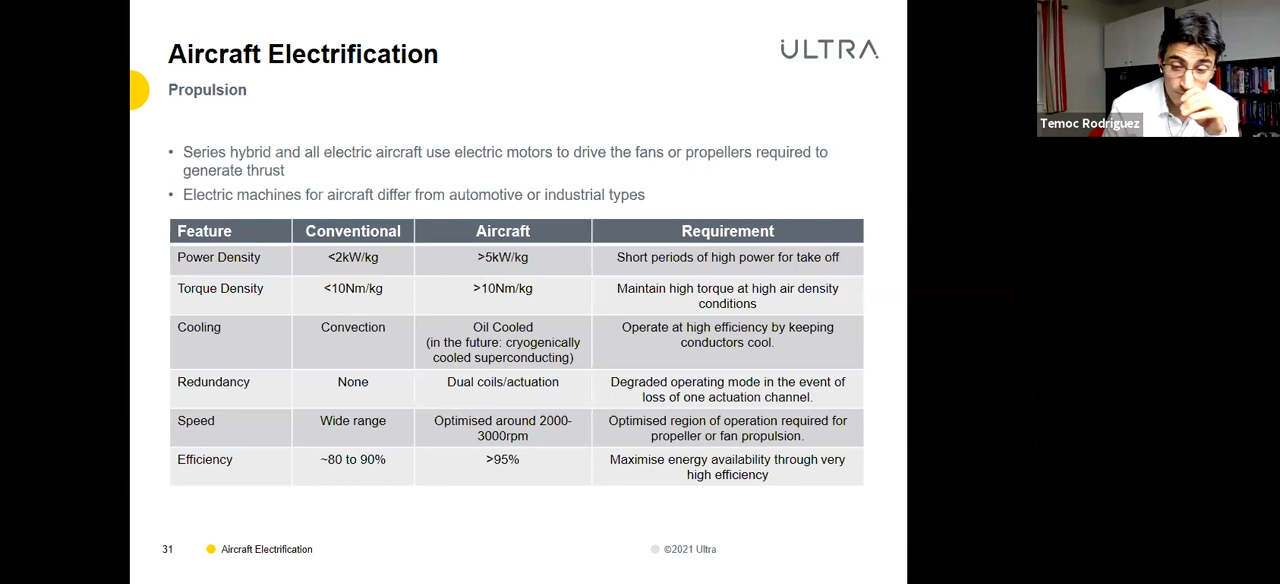 Aircraft Electrification
ULTRA
Propulsion
Temoc Rodriguez
• Series hybrid and all electric aircraft use electric motors to drive the fans or propellers required to
generate thrust
• Electric machines for aircraft differ from automotive or industrial types
Feature Conventional Aircraft Requirement
Power Density <2kW/kg >5kW/kg Short periods of high power for take off
Torque Density <10Nm/kg >10Nm/kg Maintain high torque at high air density
conditions
Cooling Convection Oil Cooled
(in the future: cryogenically
cooled superconducting)
Operate at high efficiency by keeping
conductors cool.
Redundancy None Dual coils/actuation Degraded operating mode in the event of
loss of one actuation channel.
Speed Wide range Optimised around 2000-
3000rpm
Optimised region of operation required for
propeller or fan propulsion.
Efficiency ~80 to 90% >95% Maximise energy availability through very
high efficiency
31 Aircraft Electrification ©2021 Ultra